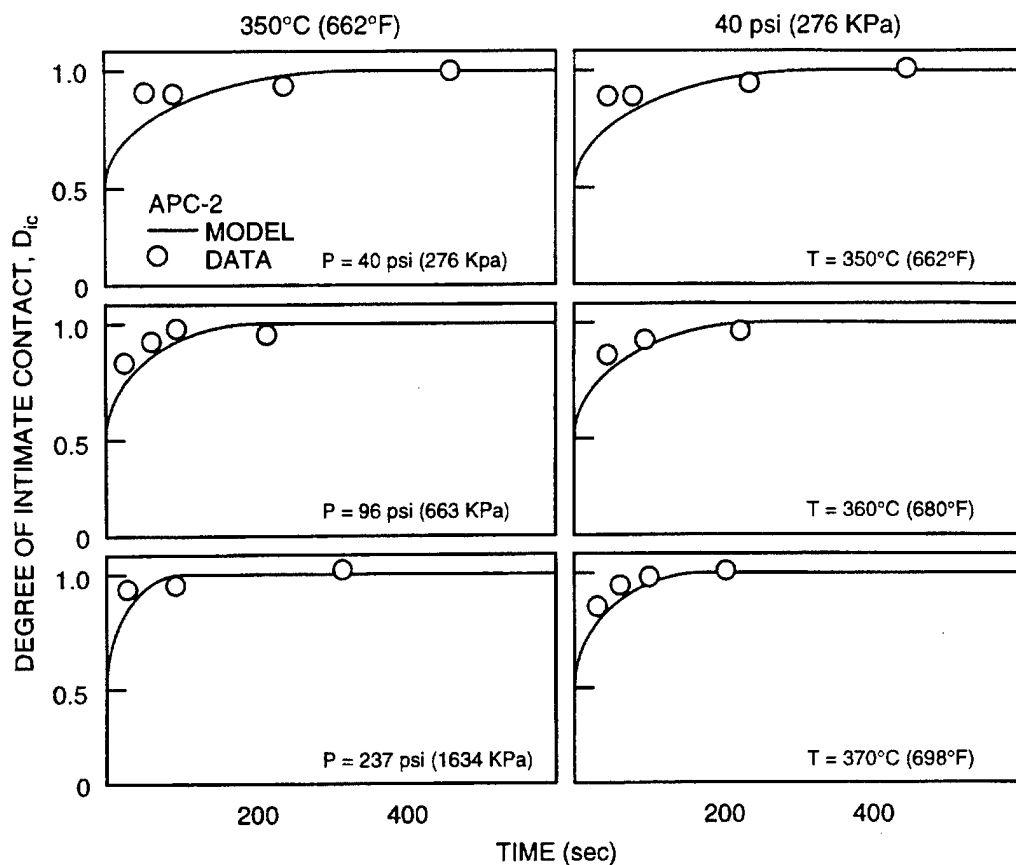 350°C (662°F)
40 psi (276 KPa)
DEGREE OF INTIMATE CONTACT, Dic
1.0
0.5
0
APC-2
MODEL
DATA
P = 40 psi (276 Kpa)
T = 350°C (662°F)
1.0
0.5
0
P = 96 psi (663 KPa)
T = 360°C (680°F)
1.0
0.5
0
P = 237 psi (1634 KPa)
T = 370°C (698°F)
200 400 200 400
TIME (sec)